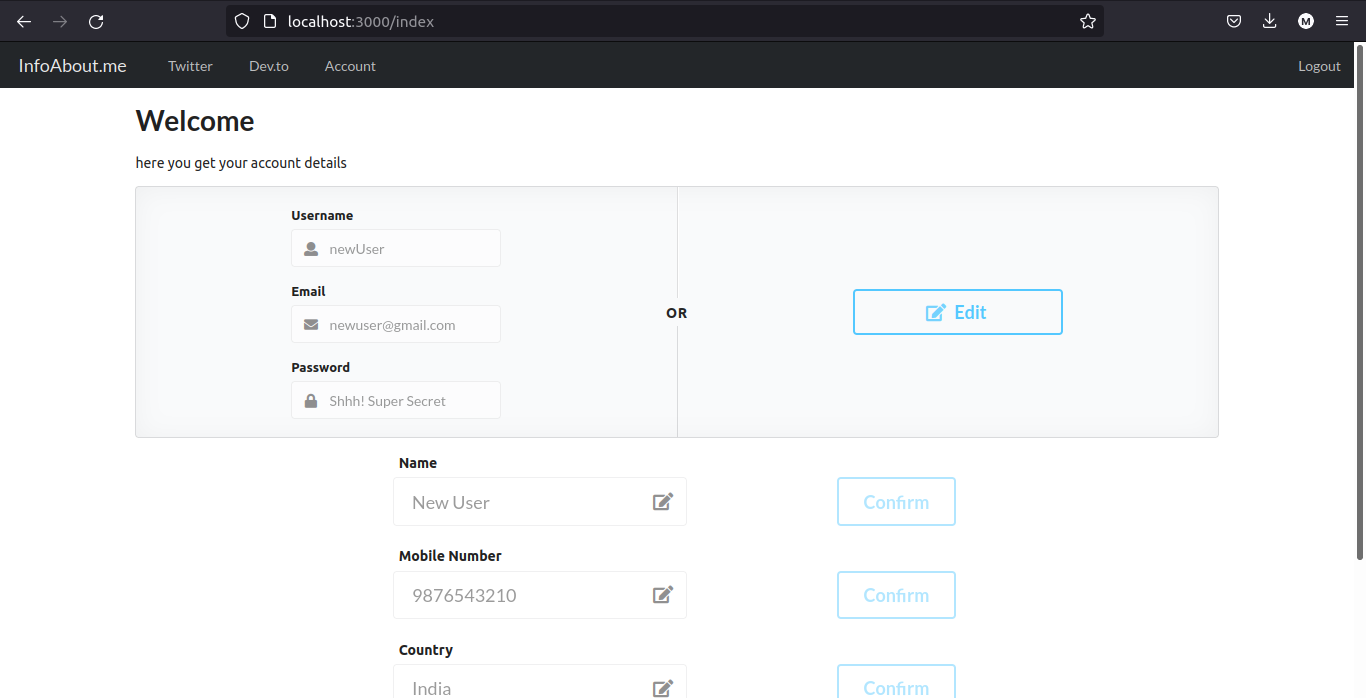 localhost:3000/index
M
InfoAbout.me Twitter Dev.to Account Logout
Welcome
here you get your account details
Username
newUser
Email
newuser@gmail.com
Password
Shhh! Super Secret
OR
Edit
Name
New User Confirm
Mobile Number
9876543210 Confirm
Country
India Confirm